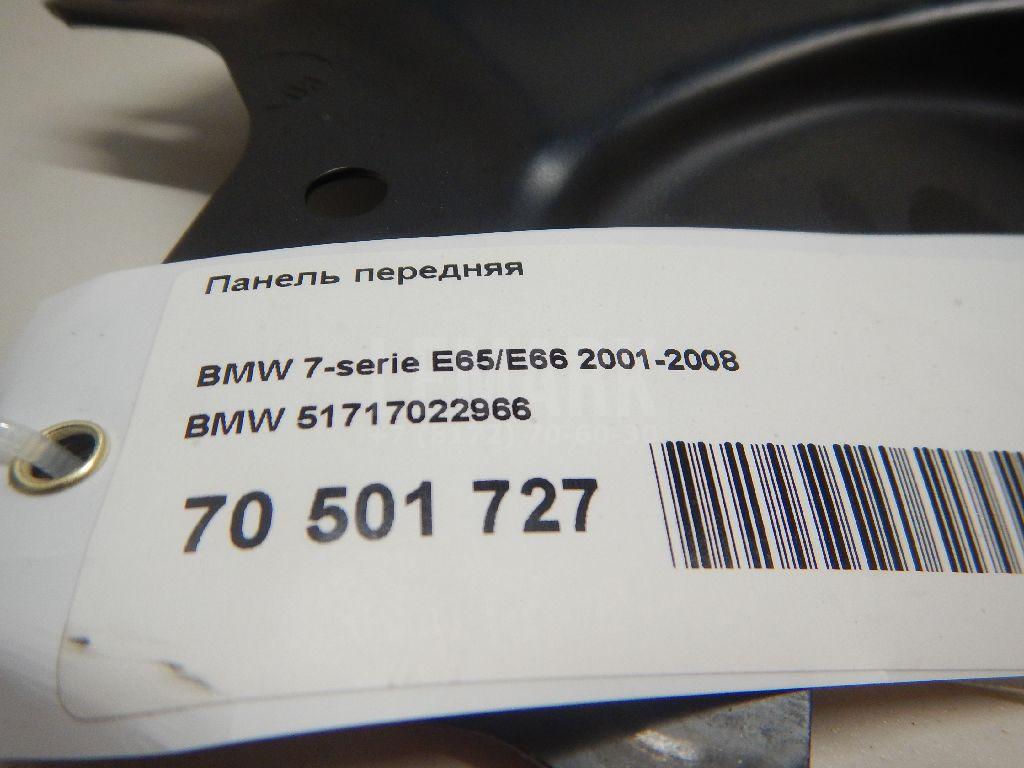 Панель передняя
BMW 7-serie E65/E66 2001-2008
BMW 51717022966
70 501 727